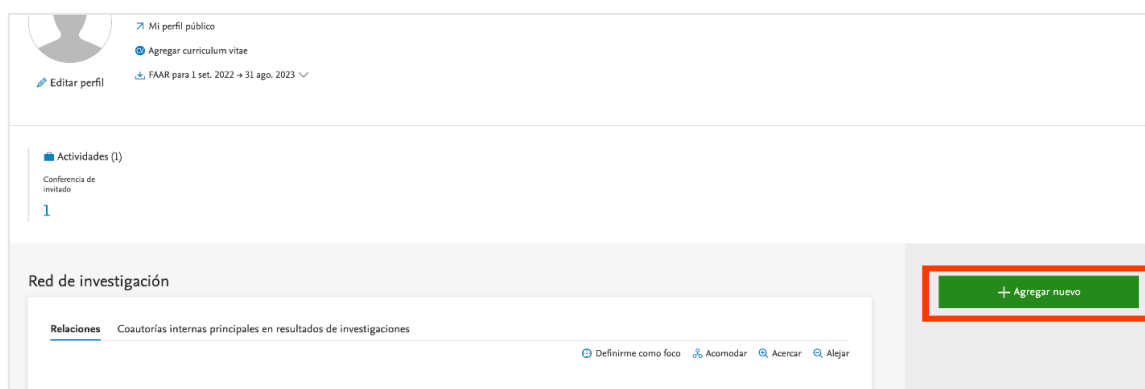 Mi perfil público
Agregar curriculum vitae
FAAR para 1 set. 2022 → 31 ago. 2023
Editar perfil
Actividades (1)
Conferencia de
invitado
1
Red de investigación
+ Agregar nuevo
Relaciones Coautorías internas principales en resultados de investigaciones
Definirme como foco Acomodar Acercar Alejar